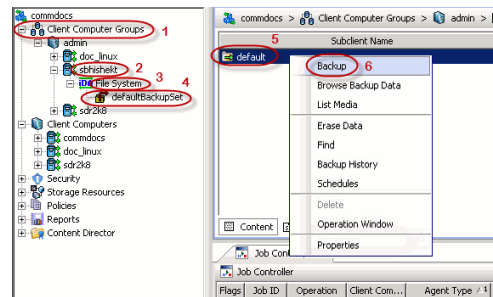 commdocs
Client Computer Groups 1
admin
doc_linux
sbhishekt 2
File System 3
defaultBackupSet 4
sdr2k8
Client Computers
commdocs
doc_linux
sdr2k8
Security
Storage Resources
Policies
Reports
Content Director
commdocs > Client Computer Groups > admin >
Subclient Name
5
default
Backup 6
Browse Backup Data
List Media
Erase Data
Find
Backup History
Schedules
Delete
Operation Window
Properties
Content
Job Con
Job Controller
Flags Job ID Operation Client Com... Agent Type 1